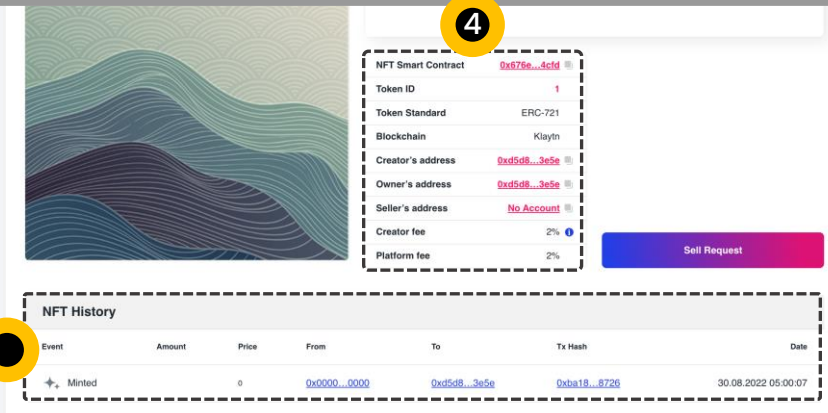 4
NFT Smart Contract 0x676e...4cfd
Token ID 1
Token Standard ERC-721
Blockchain Klaytn
Creator's address 0xd5d8...3e5e
Owner's address 0xd5d8...3e5e
Seller's address No Account
Creator fee 2%
Platform fee 2%
Sell Request
NFT History
Event Amount Price From To Tx Hash Date
Minted 0 0x0000...0000 0xd5d8...3e5e 0xba18...8726 30.08.2022 05:00:07